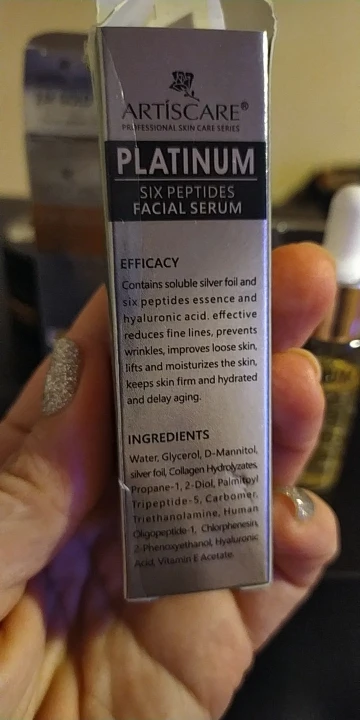 ARTÍSCARE®
PROFESSIONAL SKIN CARE SERIES
PLATINUM
SIX PEPTIDES
FACIAL SERUM
EFFICACY
Contains soluble silver foil and
six peptides essence and
hyaluronic acid. effective
reduces fine lines, prevents
wrinkles, improves loose skin,
lifts and moisturizes the skin,
keeps skin firm and hydrated
and delay aging.
INGREDIENTS
Water, Glycerol, D-Mannitol,
silver foil, Collagen Hydrolyzates,
Propane-1, 2-Diol, Palmitoyl
Tripeptide-5, Carbomer,
Triethanolamine, Human
Oligopeptide-1, Chlorphenesin,
2-Phenoxyethanol, Hyaluronic
Acid, Vitamin E Acetate.